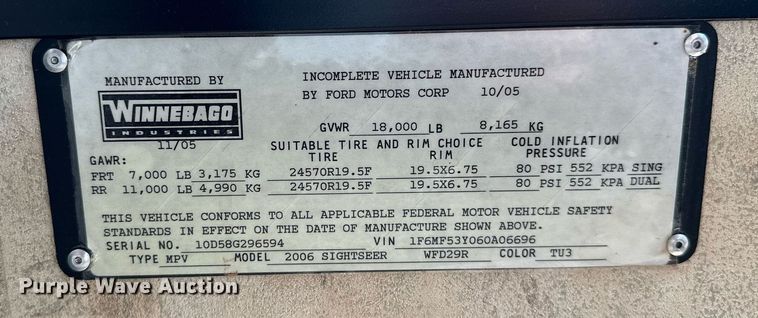 MANUFACTURED BY
WINNEBAGO
INDUSTRIES
11/05
INCOMPLETE VEHICLE MANUFACTURED
BY FORD MOTORS CORP 10/05
GVWR 18,000 LB 8,165 KG
SUITABLE TIRE AND RIM CHOICE COLD INFLATION
GAWR: TIRE RIM PRESSURE
FRT 7,000 LB 3,175 KG 24570R19.5F 19.5X6.75 80 PSI 552 KPA SING
RR 11,000 LB 4,990 KG 24570R19.5F 19.5X6.75 80 PSI 552 KPA DUAL
THIS VEHICLE CONFORMS TO ALL APPLICABLE FEDERAL MOTOR VEHICLE SAFETY
STANDARDS IN EFFECT ON THE DATE OF MANUFACTURE SHOWN ABOVE.
SERIAL NO. 10D58G296594 VIN 1F6MF53Y060A06696
TYPE MPV MODEL 2006 SIGHTSEER WFD29R COLOR TU3
Purple Wave Auction